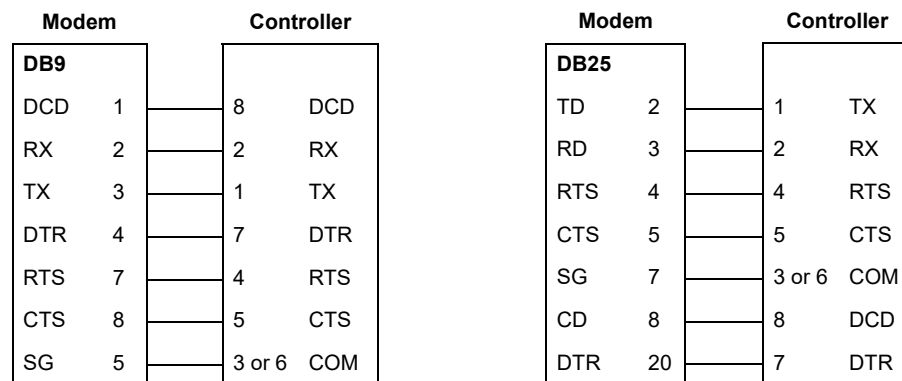 Modem Controller
DB9
DCD 1 8 DCD
RX 2 2 RX
TX 3 1 TX
DTR 4 7 DTR
RTS 7 4 RTS
CTS 8 5 CTS
SG 5 3 or 6 COM
Modem Controller
DB25
TD 2 1 TX
RD 3 2 RX
RTS 4 4 RTS
CTS 5 5 CTS
SG 7 3 or 6 COM
CD 8 8 DCD
DTR 20 7 DTR